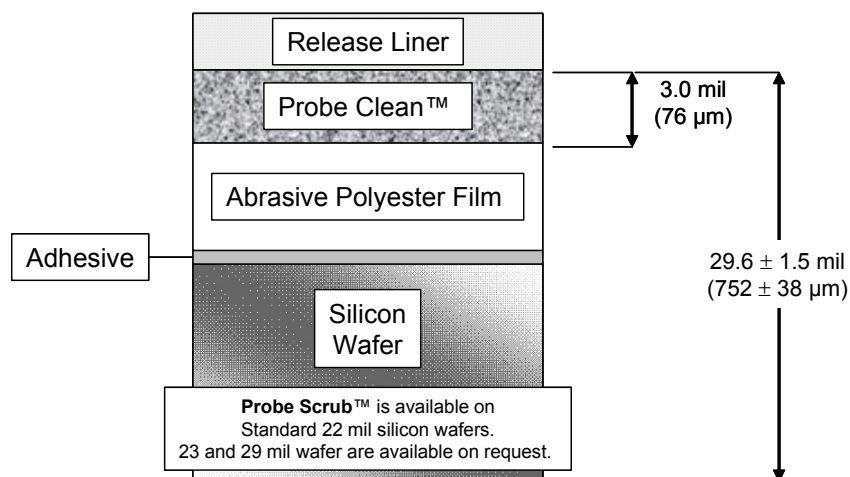 Release Liner
Probe Clean™
3.0 mil
(76 µm)
Abrasive Polyester Film
Adhesive
29.6 ± 1.5 mil
(752 ± 38 µm)
Silicon
Wafer
Probe Scrub™ is available on
Standard 22 mil silicon wafers.
23 and 29 mil wafer are available on request.